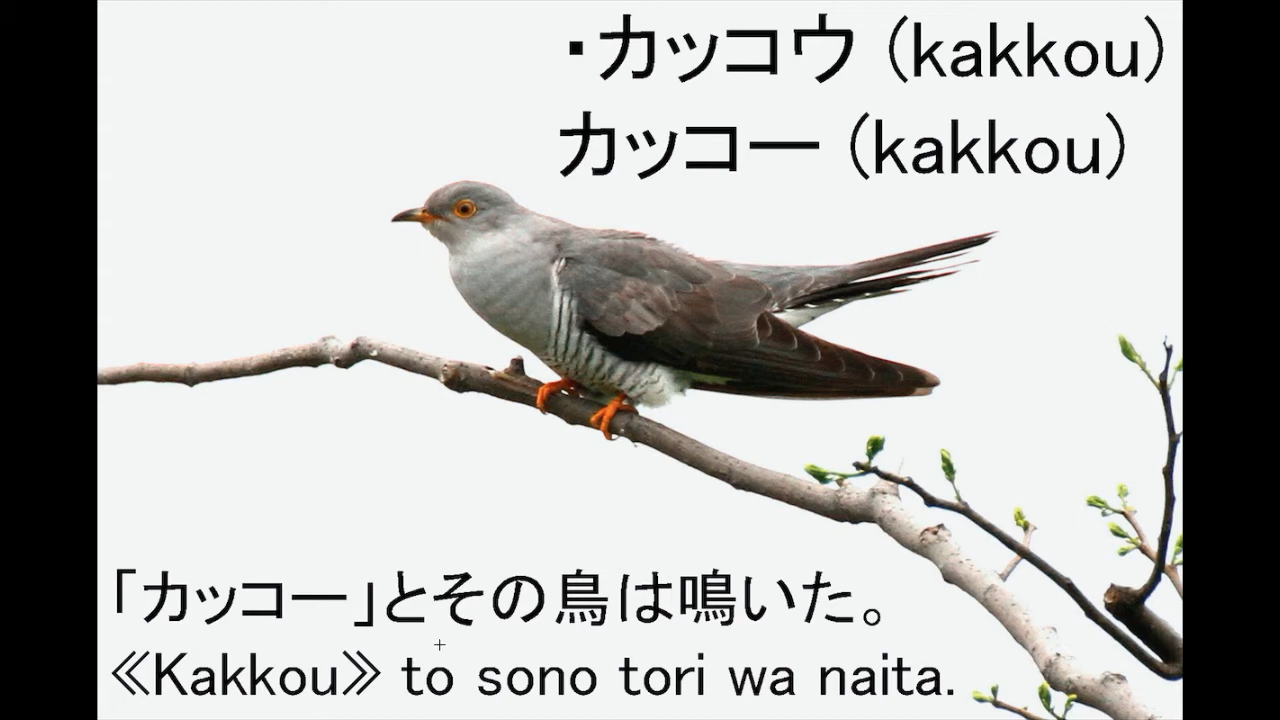 ・カッコウ (kakkou)
カッコー (kakkou)
「カッコー」とその鳥は鳴いた。
≪Kakkou≫ to sono tori wa naita.